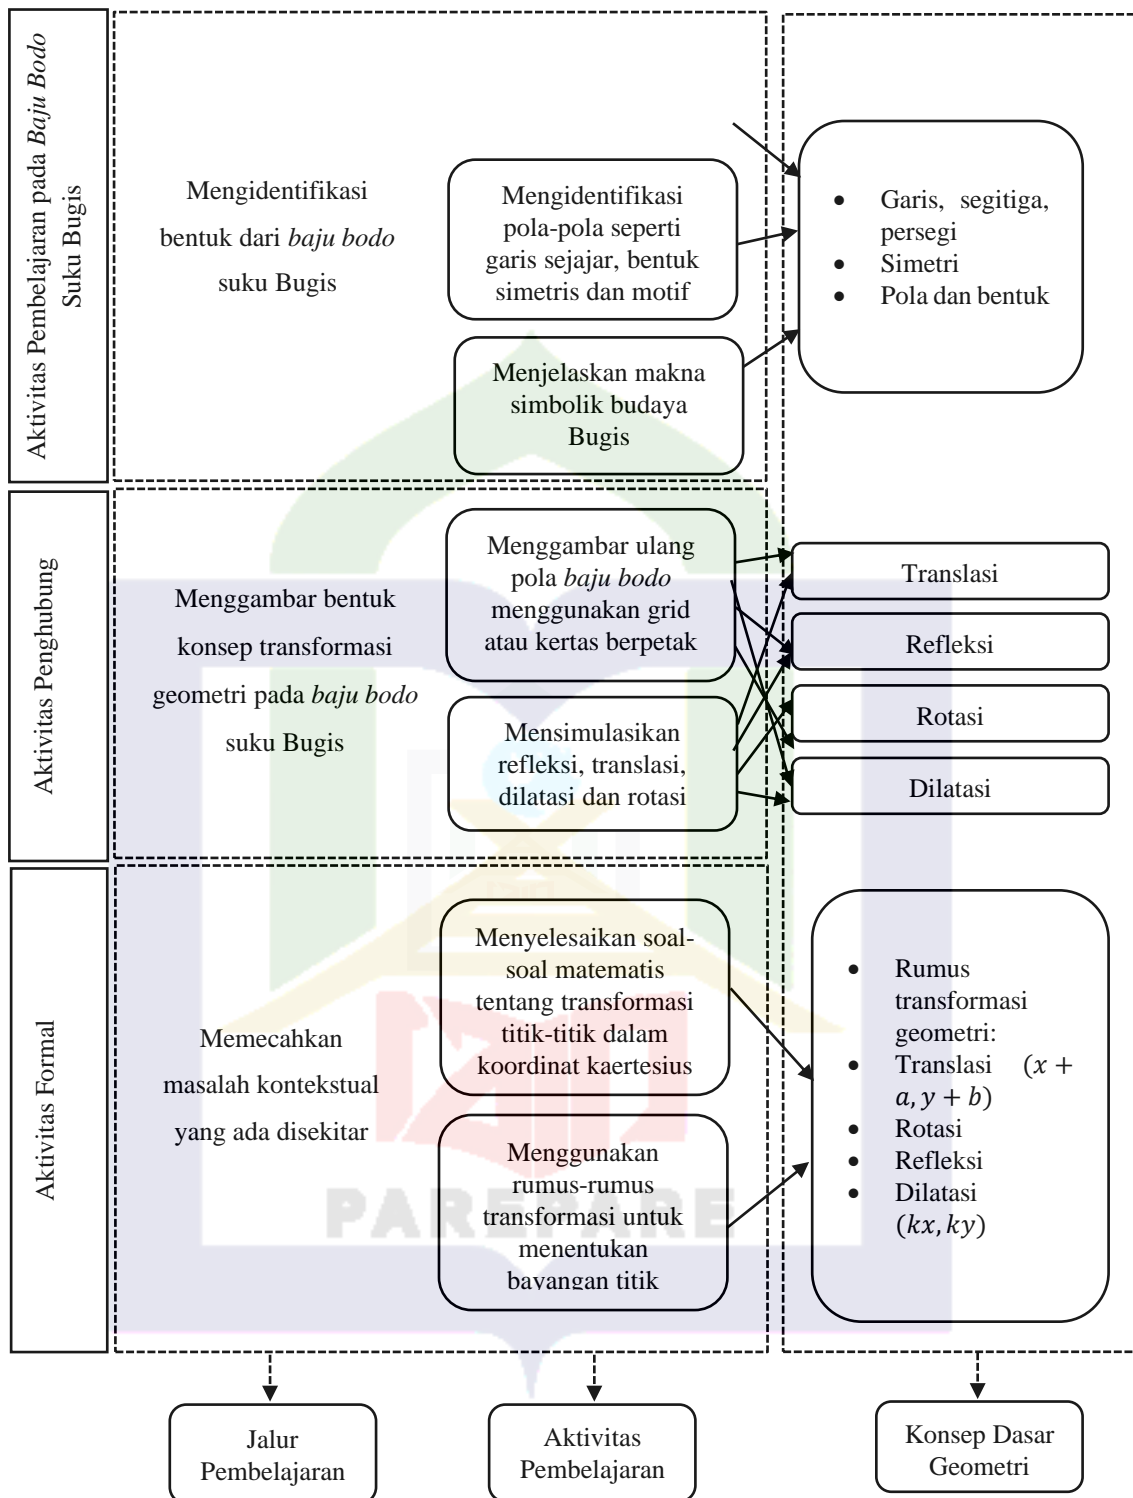 Aktivitas Pembelajaran pada Baju Bodo
Suku Bugis
Mengidentifikasi
bentuk dari baju bodo
suku Bugis
Mengidentifikasi
pola-pola seperti
garis sejajar, bentuk
simetris dan motif
Menjelaskan makna
simbolik budaya
Bugis
• Garis, segitiga,
persegi
• Simetri
• Pola dan bentuk
Aktivitas Penghubung
Menggambar bentuk
konsep transformasi
geometri pada baju bodo
suku Bugis
Menggambar ulang
pola baju bodo
menggunakan grid
atau kertas berpetak
Mensimulasikan
refleksi, translasi,
dilatasi dan rotasi
Translasi
Refleksi
Rotasi
Dilatasi
Aktivitas Formal
Memecahkan
masalah kontekstual
yang ada disekitar
Menyelesaikan soal-
soal matematis
tentang transformasi
titik-titik dalam
koordinat kaertesius
Menggunakan
rumus-rumus
transformasi untuk
menentukan
bayangan titik
• Rumus
transformasi
geometri:
• Translasi (x +
a, y + b)
• Rotasi
• Refleksi
• Dilatasi
(kx, ky)
PAREPARE
Jalur
Pembelajaran
Aktivitas
Pembelajaran
Konsep Dasar
Geometri